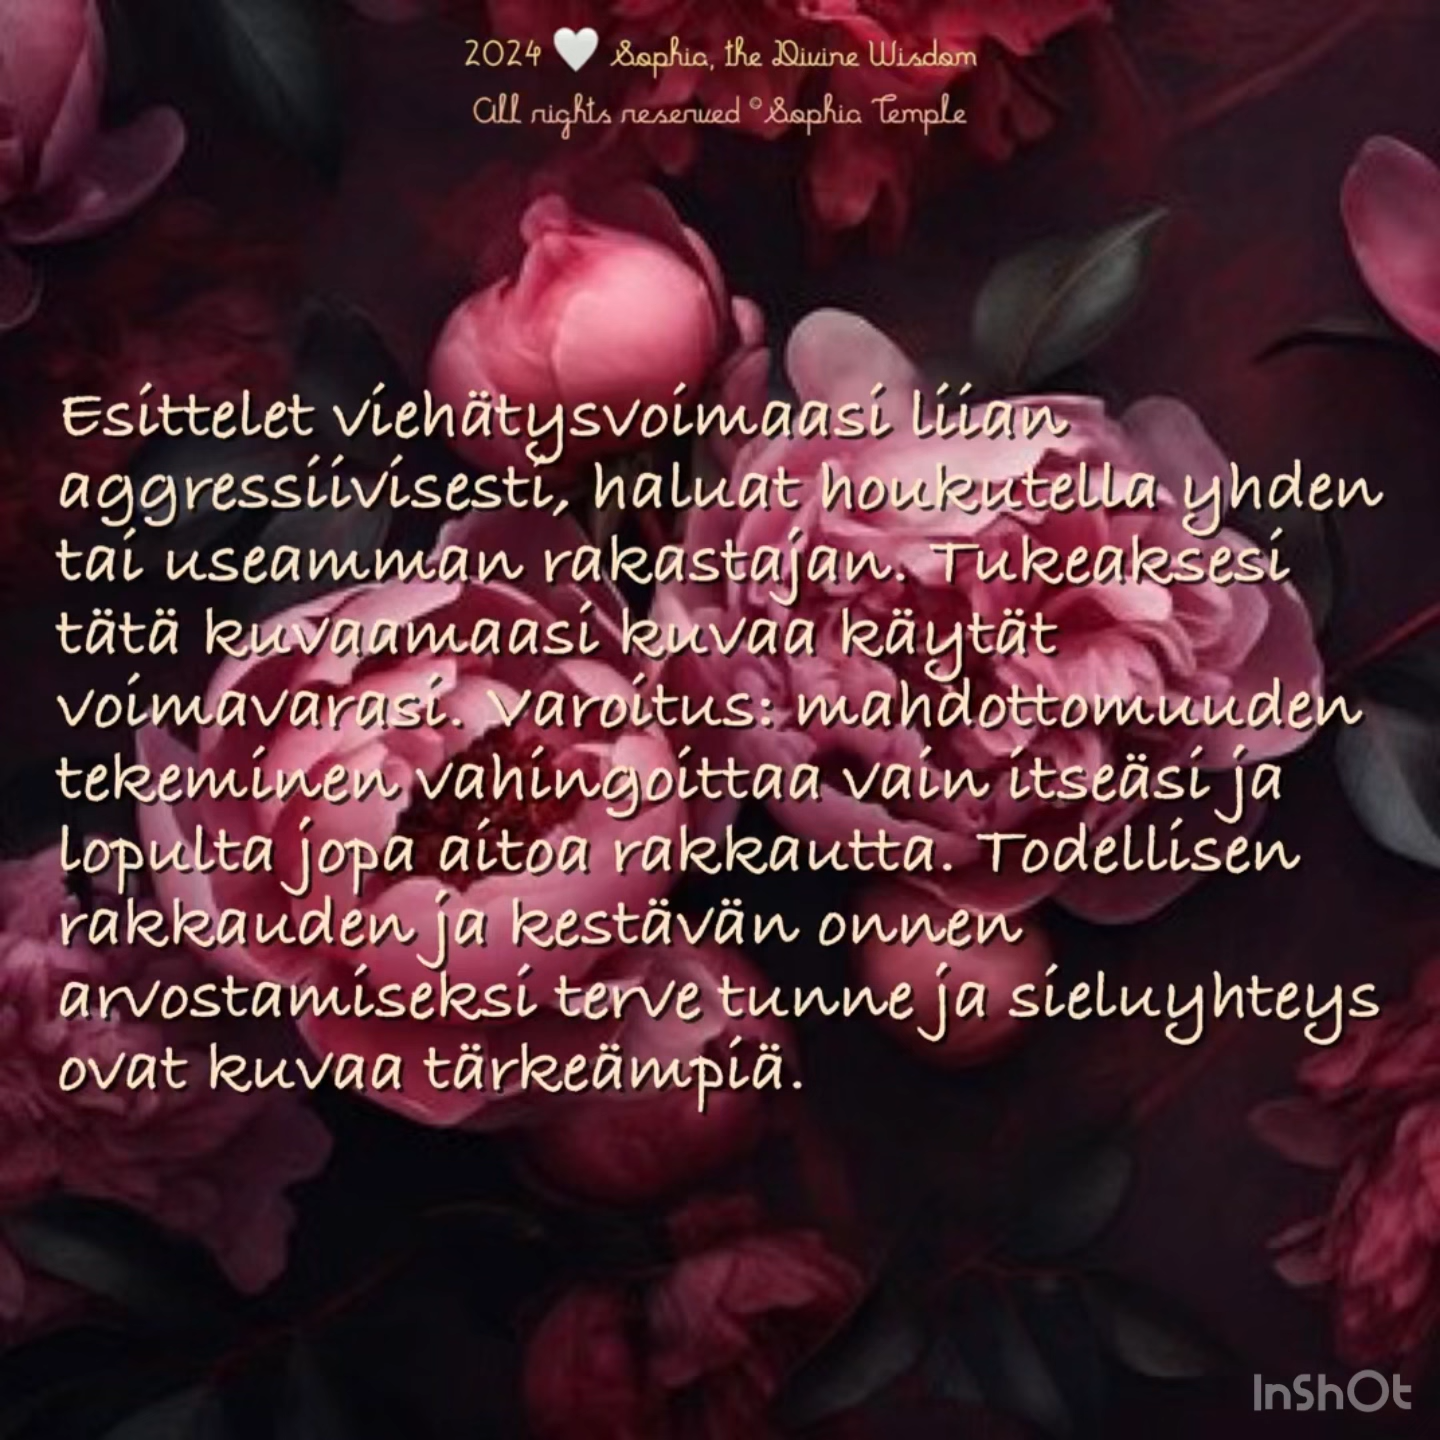 2024 🤍 Sophia, the Divine Wisdom
All rights reserved ©Sophia Temple
Esittelet viehätysvoimaasi liian
aggressiivisesti, haluat houkutella yhden
tai useamman rakastajan. Tukeaksesi
tätä kuvaamaasi kuvaa käytät
voimavarasi. Varoitus: mahdottomuuden
tekeminen vahingoittaa vain itseäsi ja
lopulta jopa aitoa rakkautta. Todellisen
rakkauden ja kestävän onnen
arvostamiseksi terve tunne ja sieluyhteys
ovat kuvaa tärkeämpiä.
InShOt